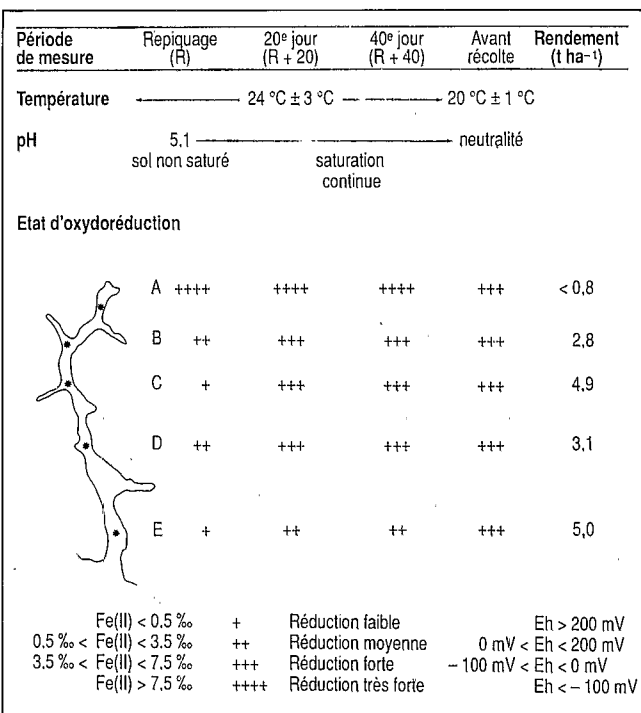 Période Repiquage 20e jour 40e jour Avant Rendement
de mesure (R) (R + 20) (R + 40) récolte (t ha⁻¹)
Température 24 °C ± 3 °C 20 °C ± 1 °C
pH 5,1 neutralité
sol non saturé saturation
continue
Etat d'oxydoréduction
A ++++ ++++ ++++ +++ < 0,8
B ++ +++ +++ +++ 2,8
C + +++ +++ +++ 4,9
D ++ +++ +++ +++ 3,1
E + ++ ++ +++ 5,0
Fe(II) < 0.5 ‰ + Réduction faible Eh > 200 mV
0.5 ‰ < Fe(II) < 3.5 ‰ ++ Réduction moyenne 0 mV < Eh < 200 mV
3.5 ‰ < Fe(II) < 7.5 ‰ +++ Réduction forte – 100 mV < Eh < 0 mV
Fe(II) > 7.5 ‰ ++++ Réduction très forte Eh < – 100 mV